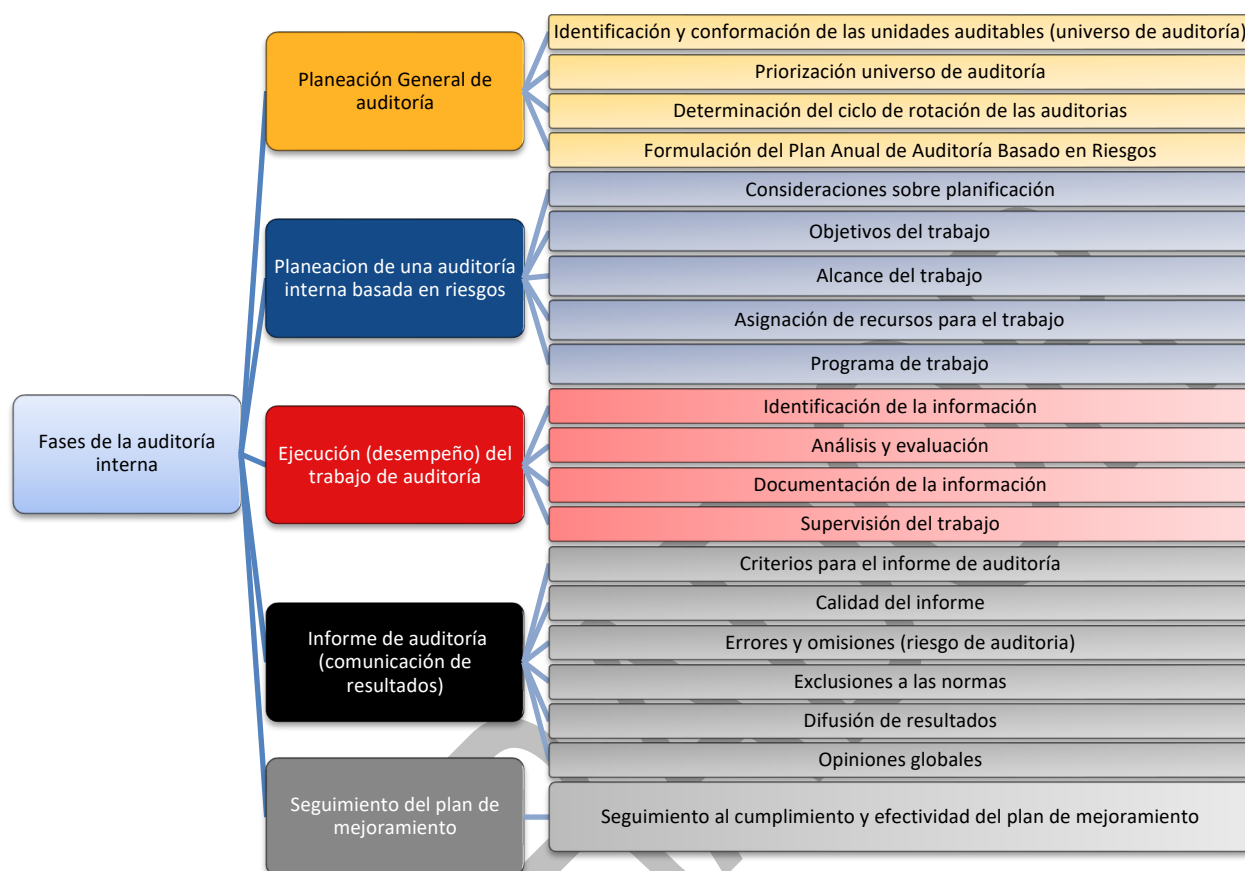 Fases de la auditoría
interna
Planeación General de
auditoría
Identificación y conformación de las unidades auditables (universo de auditoría)
Priorización universo de auditoría
Determinación del ciclo de rotación de las auditorias
Formulación del Plan Anual de Auditoría Basado en Riesgos
Planeacion de una auditoría
interna basada en riesgos
Consideraciones sobre planificación
Objetivos del trabajo
Alcance del trabajo
Asignación de recursos para el trabajo
Programa de trabajo
Ejecución (desempeño) del
trabajo de auditoría
Identificación de la información
Análisis y evaluación
Documentación de la información
Supervisión del trabajo
Informe de auditoría
(comunicación de
resultados)
Criterios para el informe de auditoría
Calidad del informe
Errores y omisiones (riesgo de auditoria)
Exclusiones a las normas
Difusión de resultados
Opiniones globales
Seguimiento del plan de
mejoramiento
Seguimiento al cumplimiento y efectividad del plan de mejoramiento